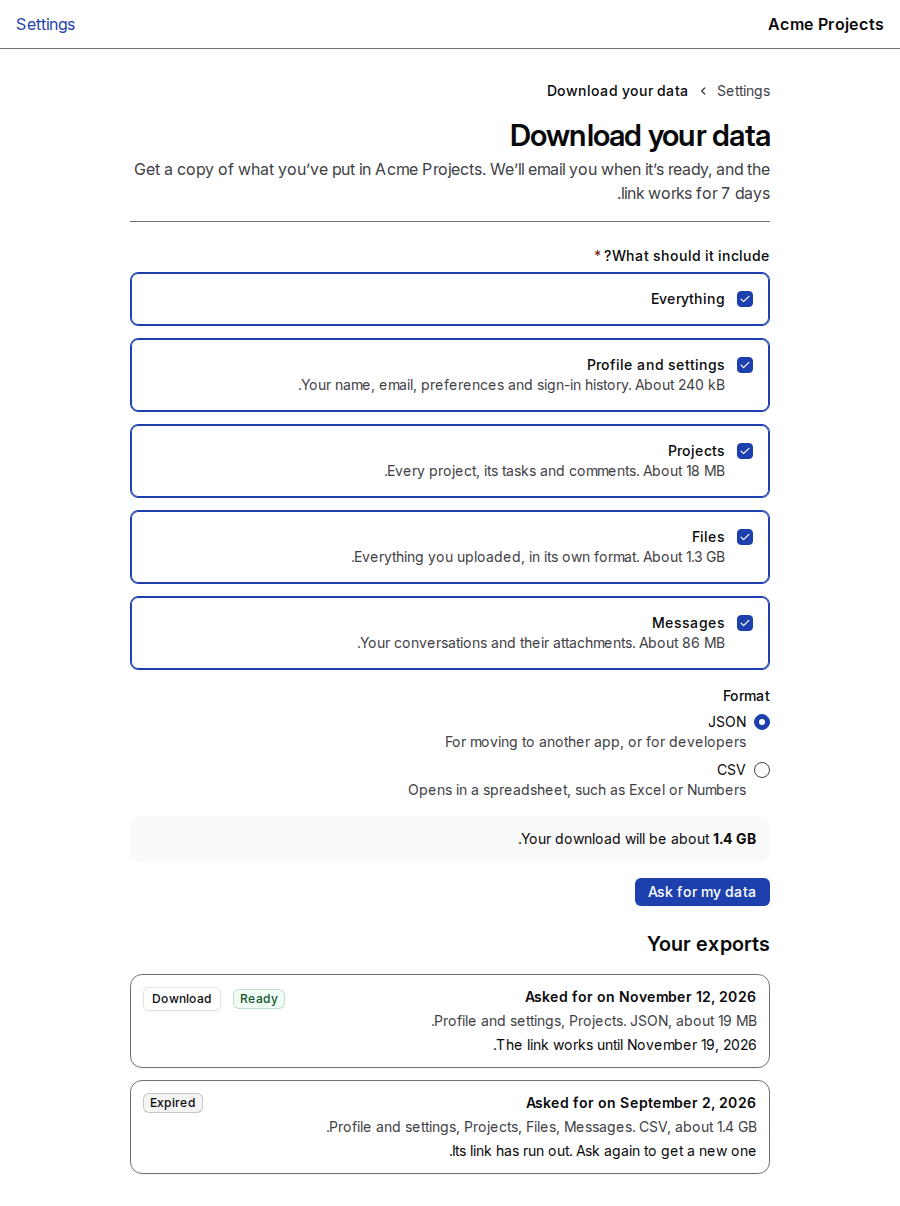 Acme Projects
Settings
Settings › Download your data
Download your data
Get a copy of what you’ve put in Acme Projects. We’ll email you when it’s ready, and the
link works for 7 days.
What should it include? *
Everything
Profile and settings
Your name, email, preferences and sign-in history. About 240 kB.
Projects
Every project, its tasks and comments. About 18 MB.
Files
Everything you uploaded, in its own format. About 1.3 GB.
Messages
Your conversations and their attachments. About 86 MB.
Format
JSON
For moving to another app, or for developers
CSV
Opens in a spreadsheet, such as Excel or Numbers
Your download will be about 1.4 GB.
Ask for my data
Your exports
Asked for on November 12, 2026
Profile and settings, Projects. JSON, about 19 MB.
The link works until November 19, 2026.
Ready
Download
Asked for on September 2, 2026
Profile and settings, Projects, Files, Messages. CSV, about 1.4 GB.
Its link has run out. Ask again to get a new one.
Expired